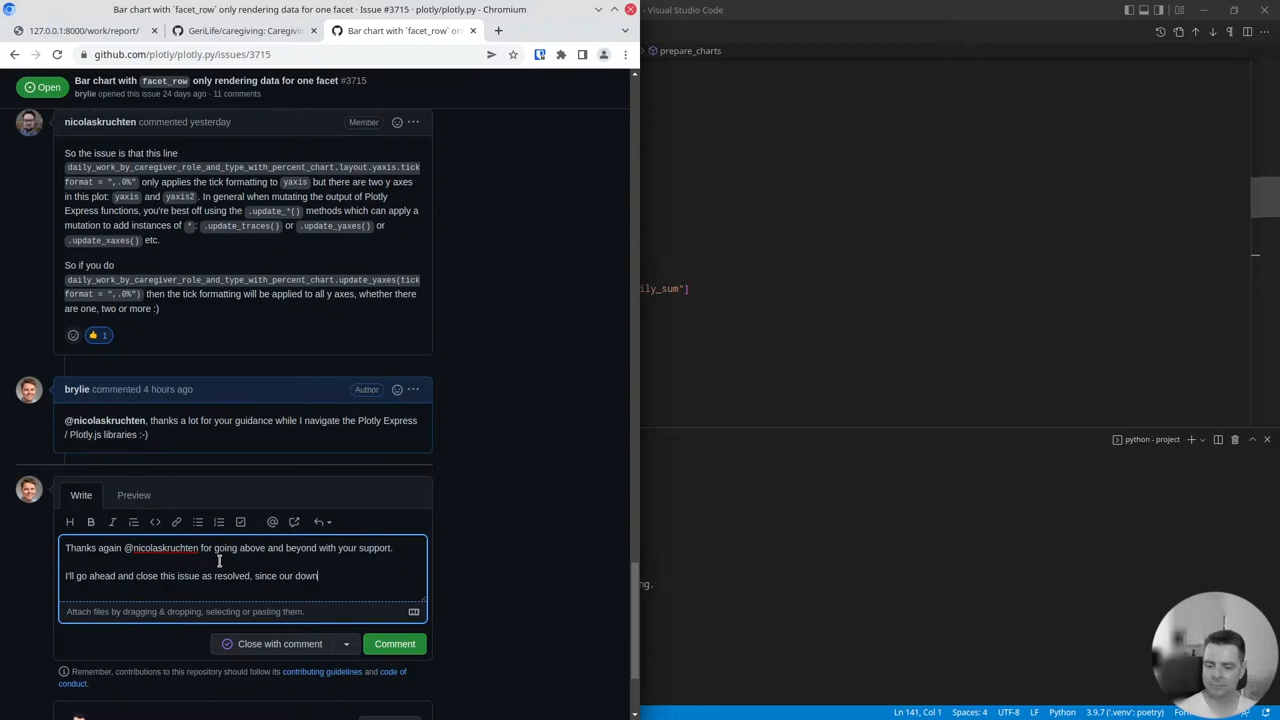 Bar chart with `facet_row` only rendering data for one facet · Issue #3715 · plotly/plotly.py - Chromium
- Visual Studio Code
127.0.0.1:8000/work/report/
GeriLife/caregiving: Caregivin
Bar chart with `facet_row` onl
github.com/plotly/plotly.py/issues/3715
prepare_charts
Open
Bar chart with facet_row only rendering data for one facet #3715
brylie opened this issue 24 days ago · 11 comments
nicolaskruchten commented yesterday
Member
So the issue is that this line
daily_work_by_caregiver_role_and_type_with_percent_chart.layout.yaxis.tick
format = ",.0%" only applies the tick formatting to yaxis but there are two y axes
in this plot: yaxis and yaxis2. In general when mutating the output of Plotly
Express functions, you're best off using the .update_*() methods which can apply a
mutation to add instances of *: .update_traces() or .update_yaxes() or
.update_xaxes() etc.
So if you do
daily_work_by_caregiver_role_and_type_with_percent_chart.update_yaxes(tick
format = ",.0%") then the tick formatting will be applied to all y axes, whether there
are one, two or more :)
1
ily_sum"]
brylie commented 4 hours ago
Author
@nicolaskruchten, thanks a lot for your guidance while I navigate the Plotly Express
/ Plotly.js libraries :-)
python - project
Write
Preview
Thanks again @nicolaskruchten for going above and beyond with your support.
I'll go ahead and close this issue as resolved, since our down
ng.
Attach files by dragging & dropping, selecting or pasting them.
Close with comment
Comment
Remember, contributions to this repository should follow its contributing guidelines and code of
conduct.
Ln 141, Col 1
Spaces: 4
UTF-8
LF
Python
3.9.7 ('.venv': poetry)